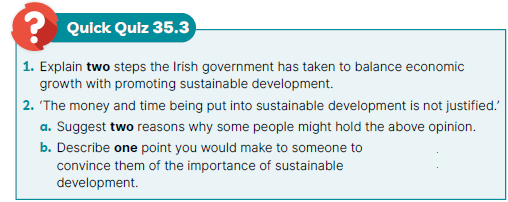 ?
Quick Quiz 35.3
1. Explain two steps the Irish government has taken to balance economic
growth with promoting sustainable development.
2. ‘The money and time being put into sustainable development is not justified.’
a. Suggest two reasons why some people might hold the above opinion.
b. Describe one point you would make to someone to
convince them of the importance of sustainable
development.